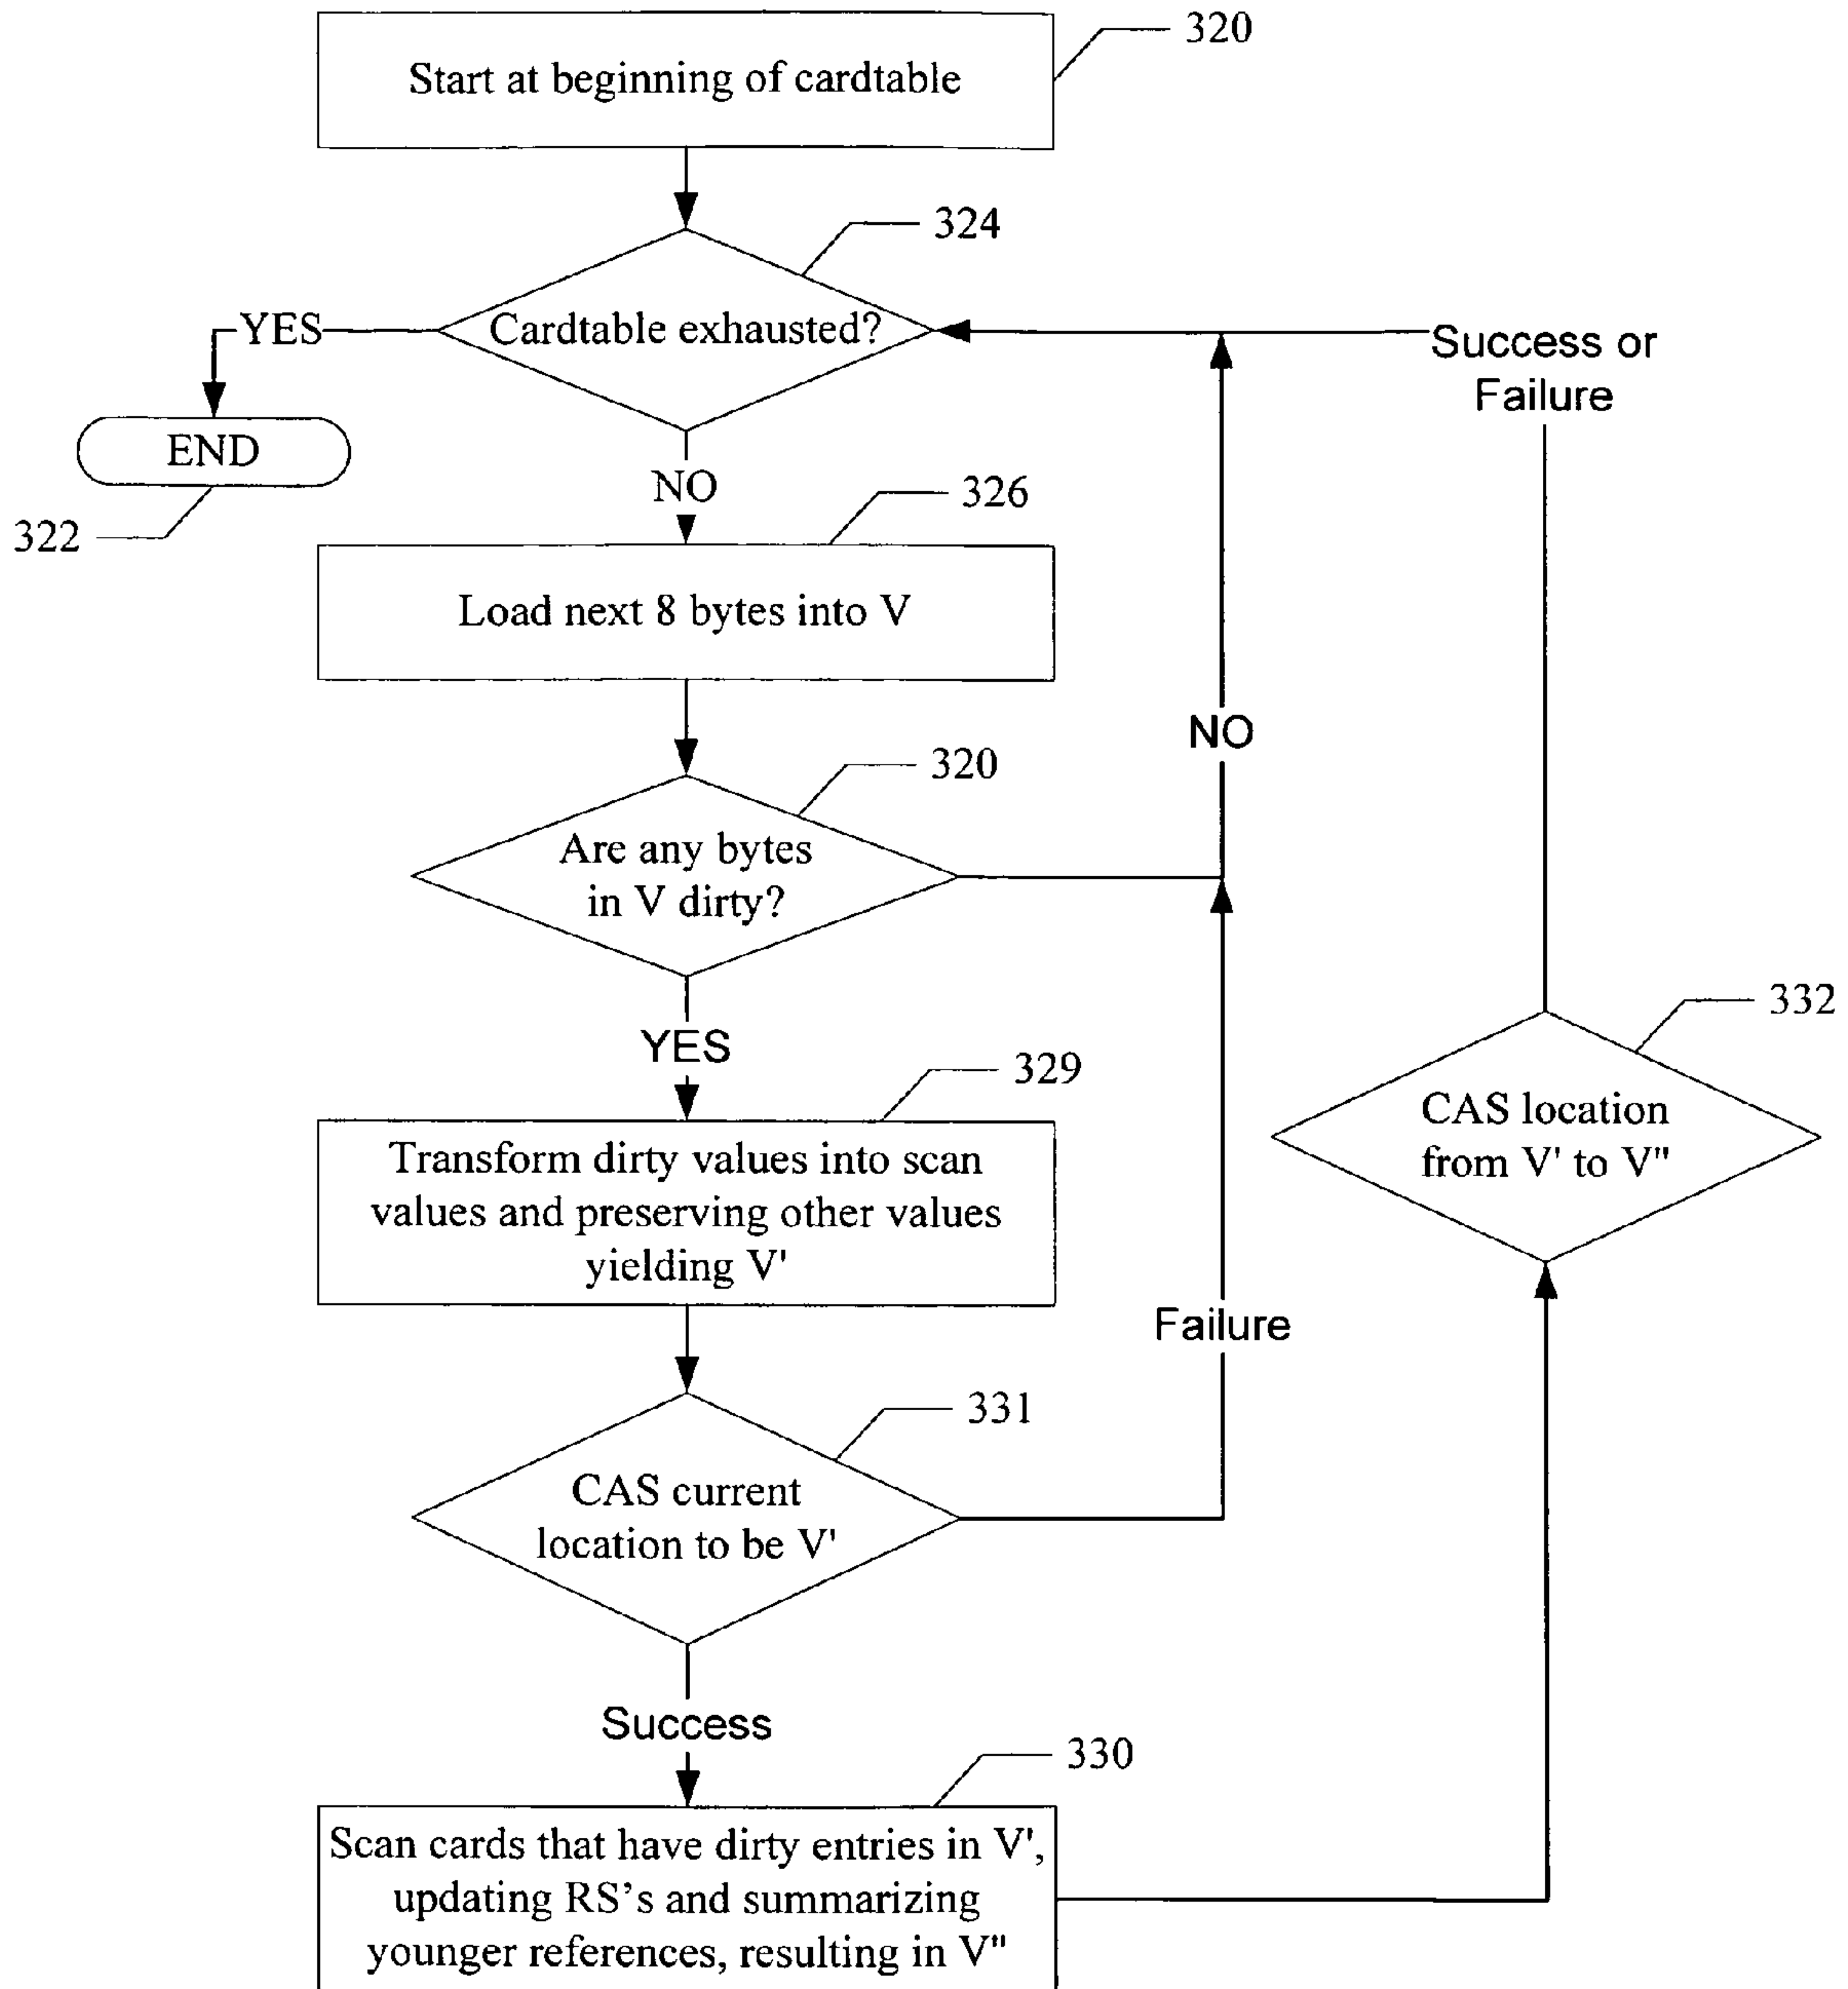 Start at beginning of cardtable
320
324
Cardtable exhausted?
YES
Success or
Failure
END
322
NO
326
Load next 8 bytes into V
NO
320
Are any bytes
in V dirty?
YES
329
332
Transform dirty values into scan
values and preserving other values
yielding V'
CAS location
from V' to V"
Failure
331
CAS current
location to be V'
Success
330
Scan cards that have dirty entries in V',
updating RS's and summarizing
younger references, resulting in V"